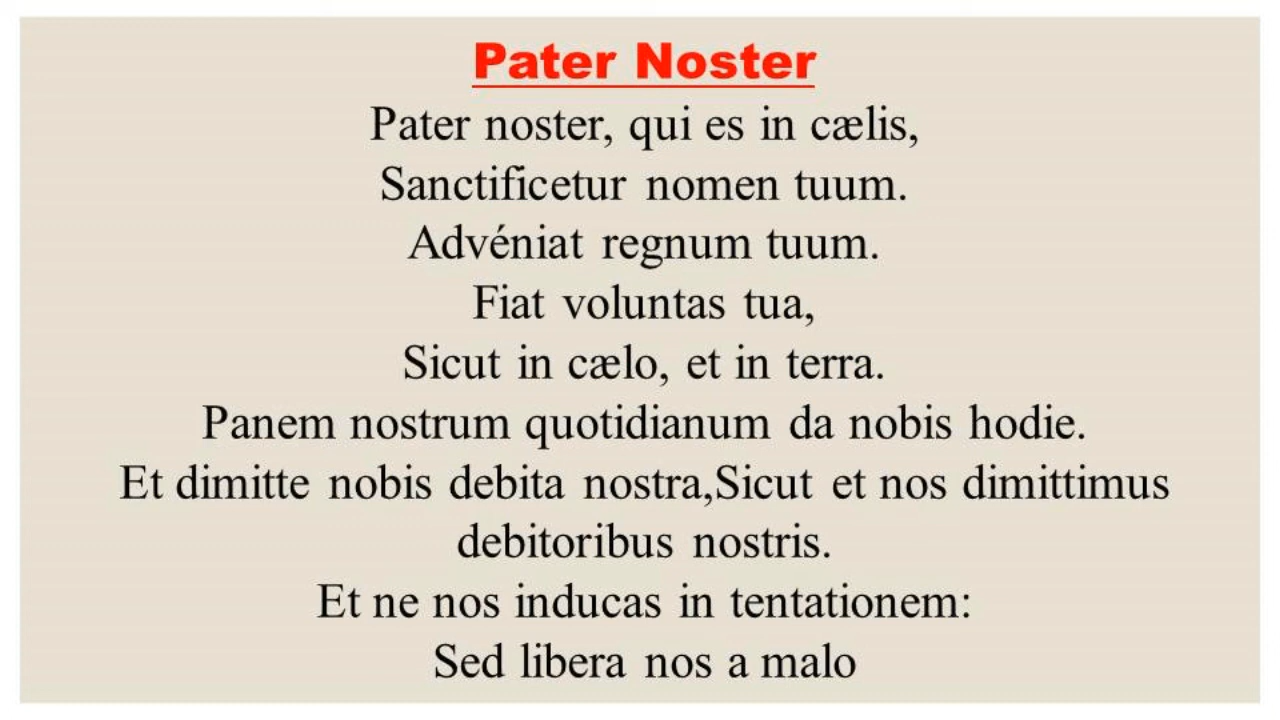 Pater Noster
Pater noster, qui es in cælis,
Sanctificetur nomen tuum.
Advéniat regnum tuum.
Fiat voluntas tua,
Sicut in cælo, et in terra.
Panem nostrum quotidianum da nobis hodie.
Et dimitte nobis debita nostra,Sicut et nos dimittimus
debitoribus nostris.
Et ne nos inducas in tentationem:
Sed libera nos a malo